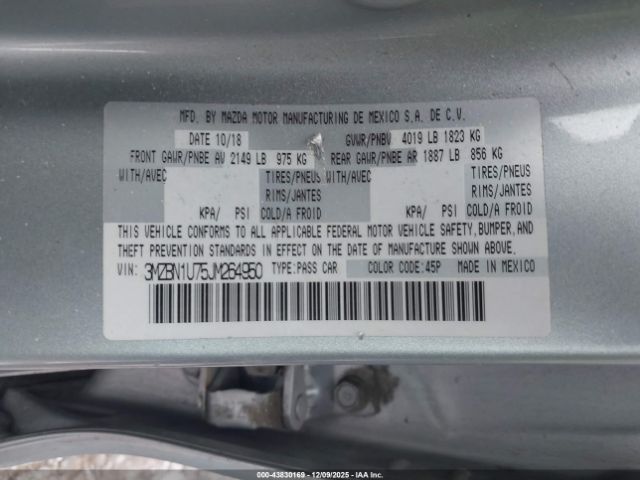 MFD. BY MAZDA MOTOR MANUFACTURING DE MEXICO S.A. DE C.V.
DATE 10/18 GVWR/PNBV 4019 LB 1823 KG
FRONT GAWR/PNBE AV 2149 LB 975 KG REAR GAWR/PNBE AR 1887 LB 856 KG
WITH/AVEC TIRES/PNEUS WITH/AVEC TIRES/PNEUS
RIMS/JANTES RIMS/JANTES
KPA/ PSI COLD/A FROID KPA/ PSI COLD/A FROID
THIS VEHICLE CONFORMS TO ALL APPLICABLE FEDERAL MOTOR VEHICLE SAFETY, BUMPER, AND
THEFT PREVENTION STANDARDS IN EFFECT ON THE DATE OF MANUFACTURE SHOWN ABOVE.
VIN: 3MZBN1U75JM264950 TYPE:PASS CAR COLOR CODE:45P MADE IN MEXICO
000-43830169 - 12/09/2025 - IAA Inc.